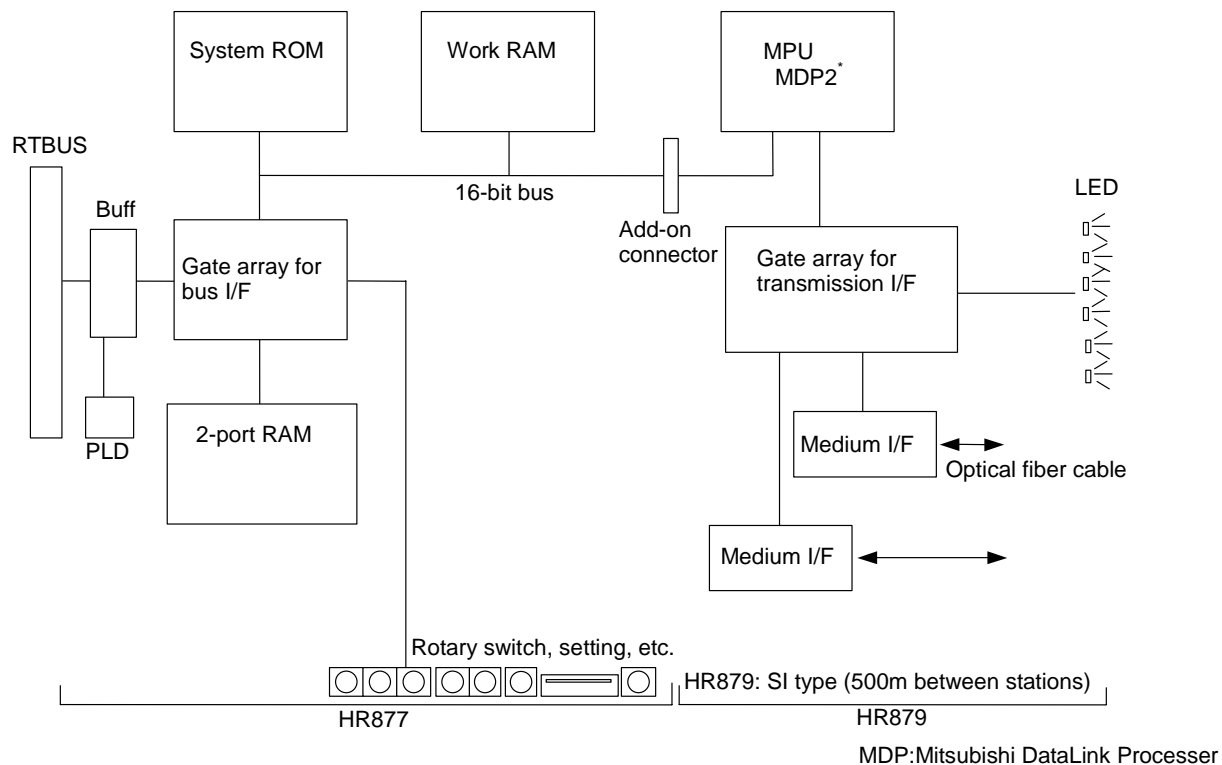 System ROM
Work RAM
MPU
MDP2*
RTBUS
Buff
16-bit bus
Add-on
connector
LED
Gate array for
bus I/F
Gate array for
transmission I/F
PLD
2-port RAM
Medium I/F
Optical fiber cable
Medium I/F
Rotary switch, setting, etc.
HR879: SI type (500m between stations)
HR877
HR879
MDP:Mitsubishi DataLink Processer